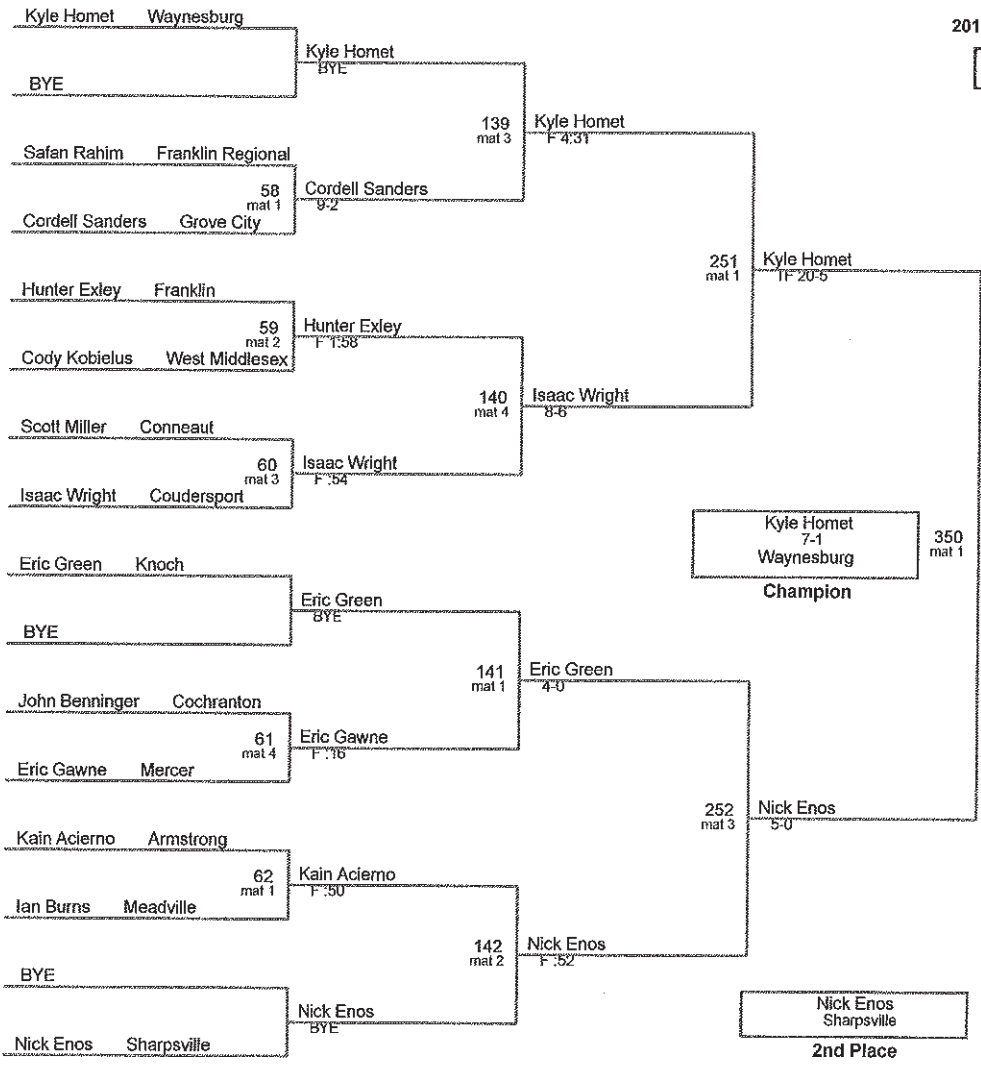 Kyle Homet Waynesburg
BYE
Safan Rahim Franklin Regional
Cordell Sanders Grove City
Hunter Exley Franklin
Cody Kobielus West Middlesex
Scott Miller Conneaut
Isaac Wright Coudersport
Eric Green Knoch
BYE
John Benninger Cochranton
Eric Gawne Mercer
Kain Acierno Armstrong
Ian Burns Meadville
BYE
Nick Enos Sharpsville
Kyle Homet
BYE
58
mat 1
Cordell Sanders
9-2
59
mat 2
Hunter Exley
F 1:58
60
mat 3
Isaac Wright
F :54
Eric Green
BYE
61
mat 4
Eric Gawne
F :16
62
mat 1
Kain Acierno
F :50
Nick Enos
BYE
139
mat 3
Kyle Homet
F 4:31
140
mat 4
Isaac Wright
8-6
141
mat 1
Eric Green
4-0
142
mat 2
Nick Enos
F :52
251
mat 1
Kyle Homet
TF 20-5
252
mat 3
Nick Enos
5-0
201
350
mat 1
Kyle Homet
7-1
Waynesburg
Champion
Nick Enos
Sharpsville
2nd Place